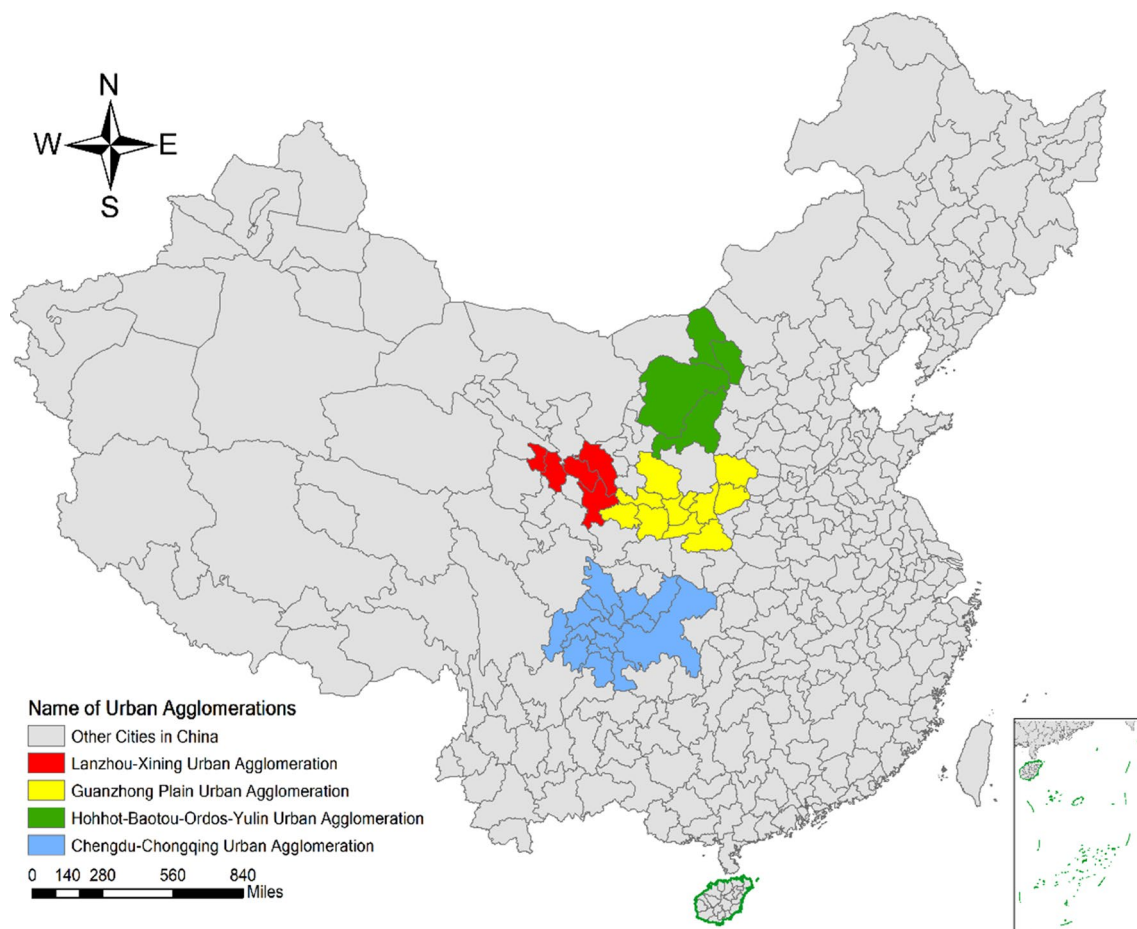 N
W E
S
Name of Urban Agglomerations
Other Cities in China
Lanzhou-Xining Urban Agglomeration
Guanzhong Plain Urban Agglomeration
Hohhot-Baotou-Ordos-Yulin Urban Agglomeration
Chengdu-Chongqing Urban Agglomeration
0 140 280 560 840
Miles